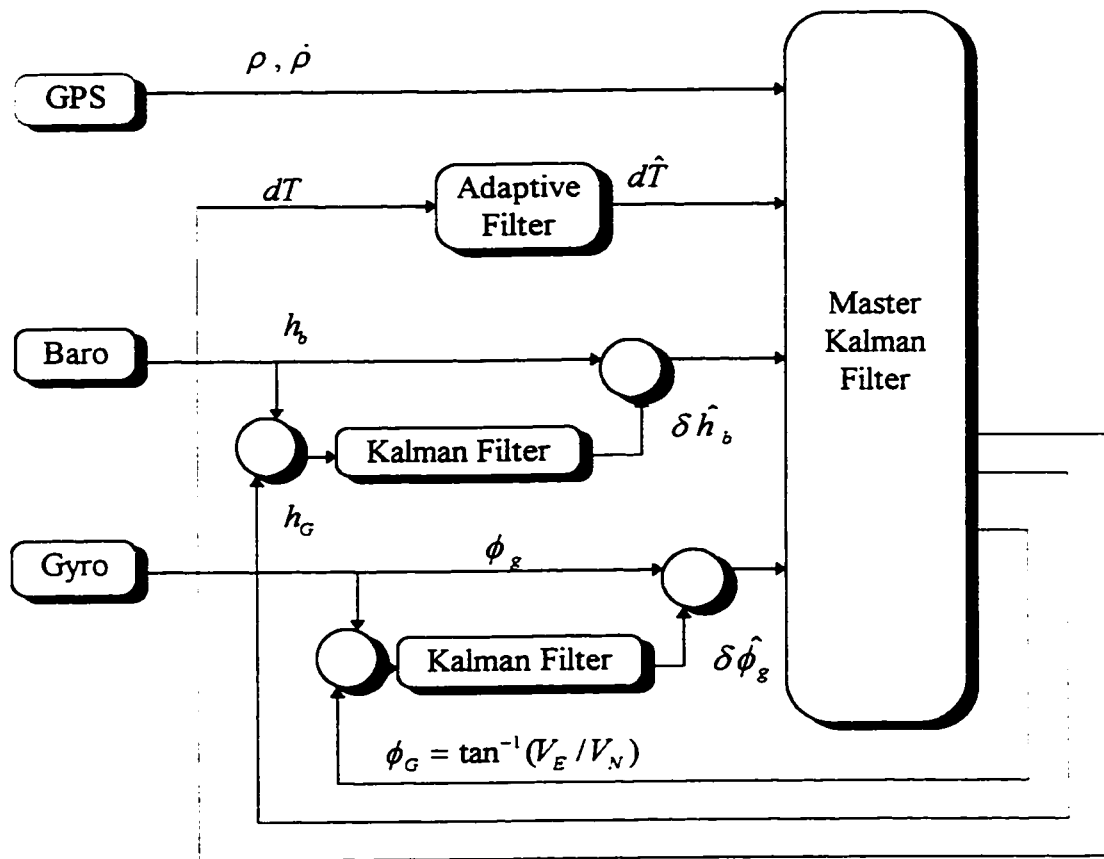 ρ , ρ̇
GPS
dT
Adaptive
Filter
dT̂
Baro
h_b
Master
Kalman
Filter
Kalman Filter
δ ĥ_b
h_G
Gyro
ϕ_g
Kalman Filter
δϕ̂_g
ϕ_G = tan⁻¹(V_E / V_N)